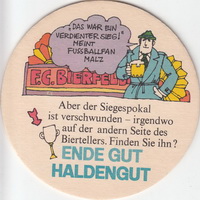 „DAS WAR EIN
VERDIENTER SIEG!"
MEINT
FUSSBALLFAN
MALZ
F.C. BIERFEL
Aber der Siegespokal
ist verschwunden – irgendwo
auf der andern Seite des
Biertellers. Finden Sie ihn?
ENDE GUT
HALDENGUT